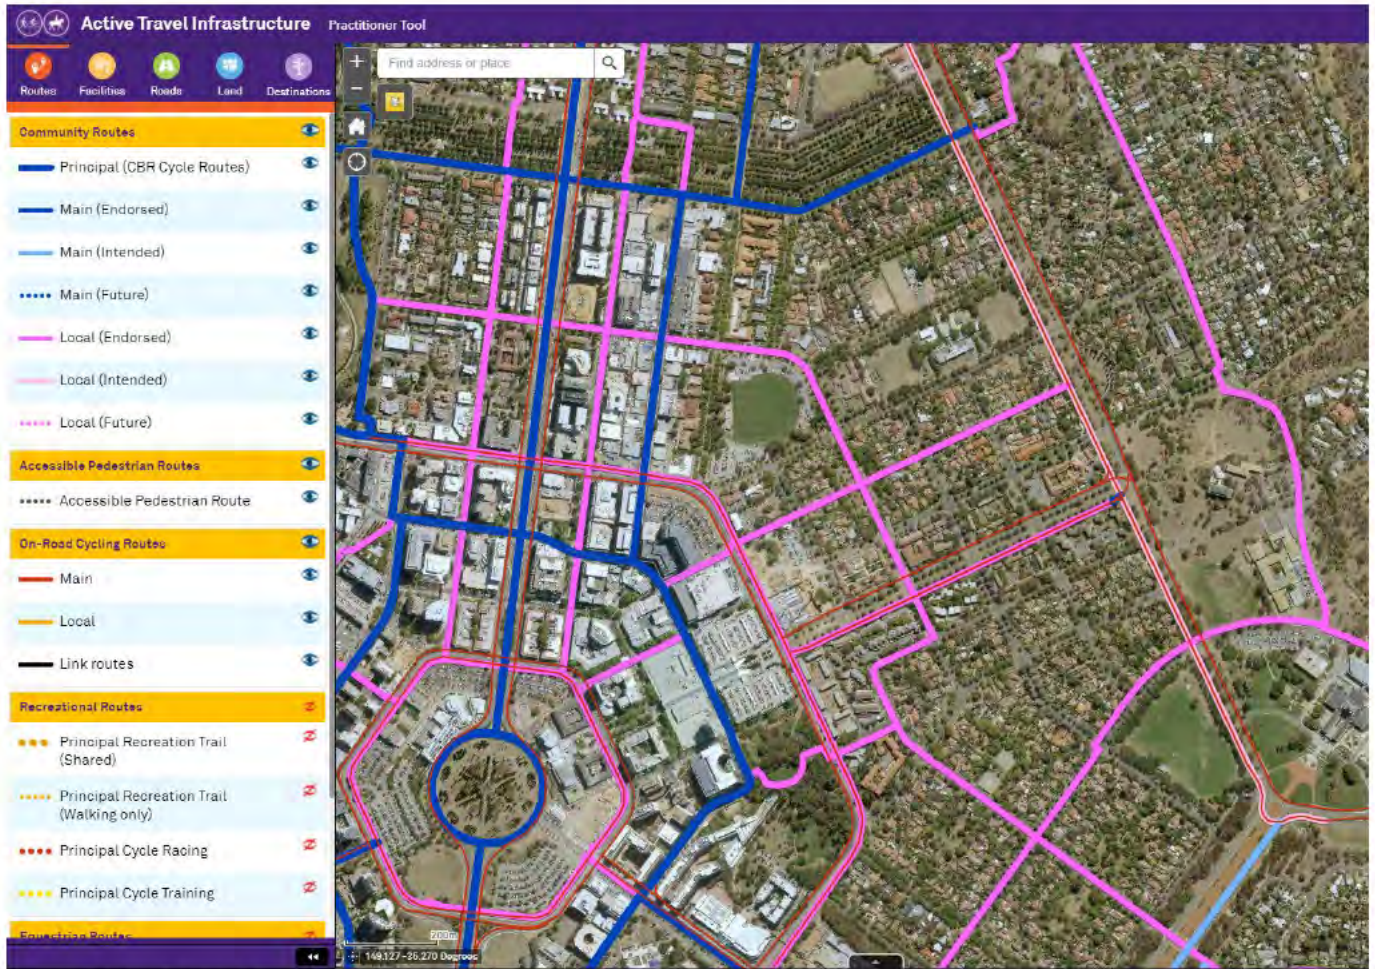 Active Travel Infrastructure Practitioner Tool
Routes Facilities Roads Land Destinations
Find address or place
Community Routes
Principal (CBR Cycle Routes)
Main (Endorsed)
Main (Intended)
Main (Future)
Local (Endorsed)
Local (Intended)
Local (Future)
Accessible Pedestrian Routes
Accessible Pedestrian Route
On-Road Cycling Routes
Main
Local
Link routes
Recreational Routes
Principal Recreation Trail
(Shared)
Principal Recreation Trail
(Walking only)
Principal Cycle Racing
Principal Cycle Training
Equestrian Routes
200m
149.127 -35.270 Degrees